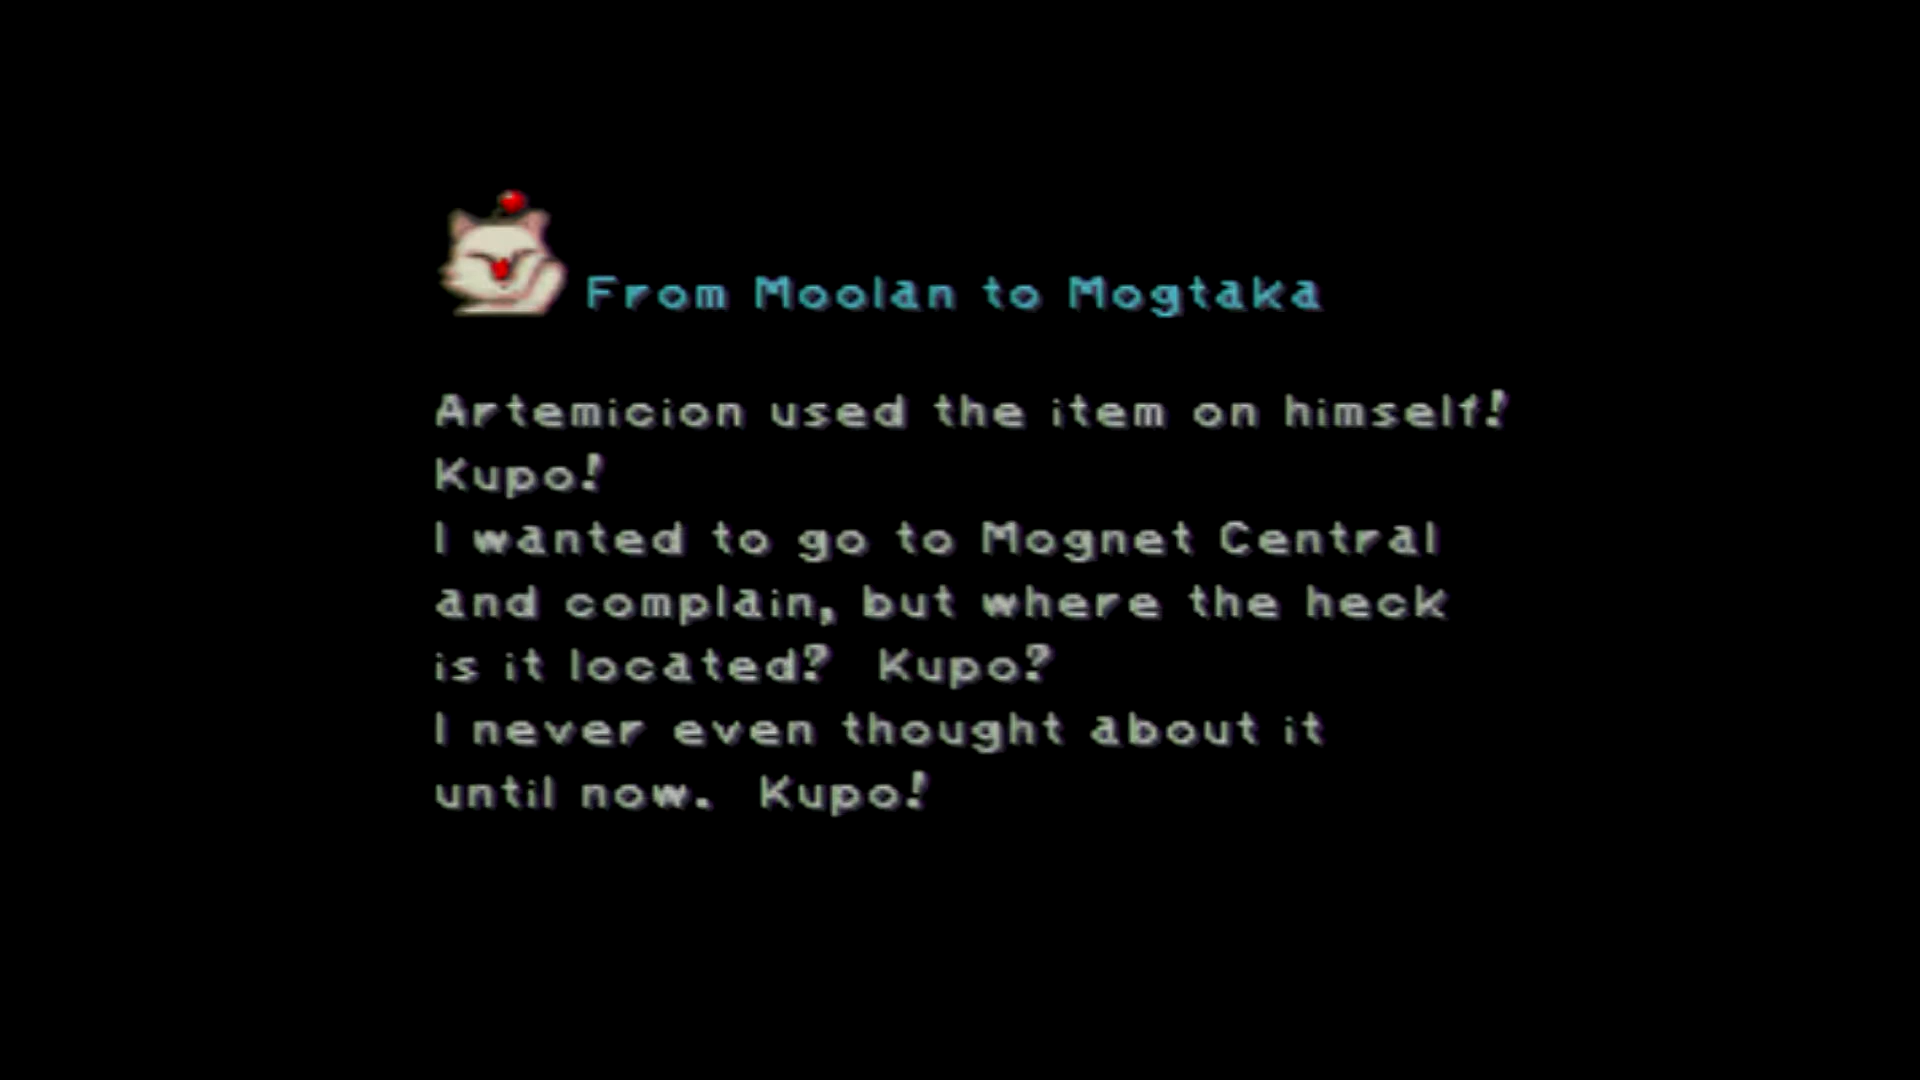 From Moolan to Mogtaka
Artemicion used the item on himself!
Kupo!
I wanted to go to Mognet Central
and complain, but where the heck
is it located?  Kupo?
I never even thought about it
until now.  Kupo!